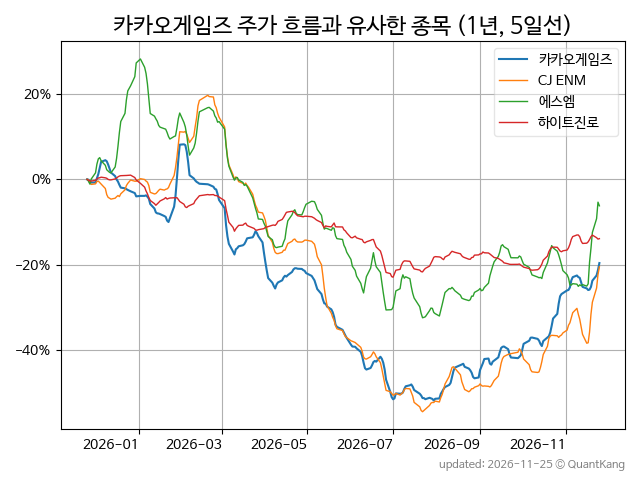 카카오게임즈 주가 흐름과 유사한 종목 (1년, 5일선)
카카오게임즈
CJ ENM
에스엠
하이트진로
20%
0%
−20%
−40%
2026-01 2026-03 2026-05 2026-07 2026-09 2026-11
updated: 2026-11-25 © QuantKang